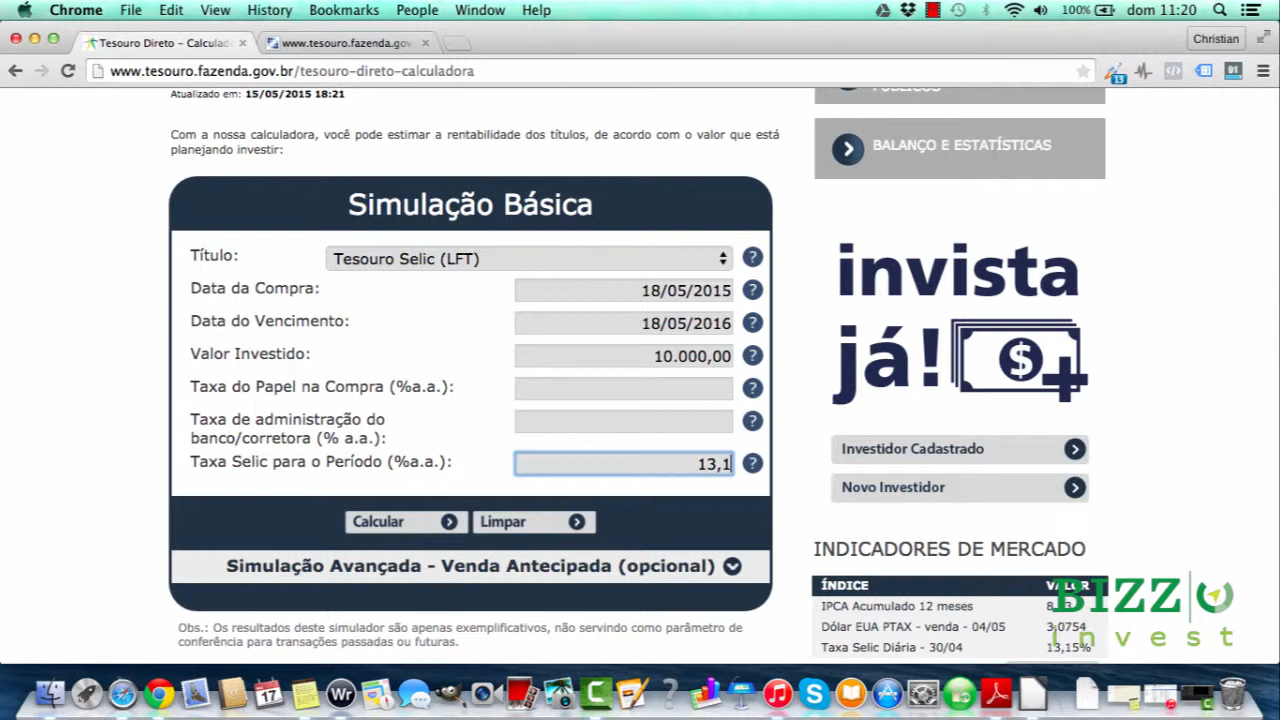 Chrome File Edit View History Bookmarks People Window Help 100% dom 11:20
Tesouro Direto – Calculad www.tesouro.fazenda.gov Christian
www.tesouro.fazenda.gov.br/tesouro-direto-calculadora 13 91
Atualizado em: 15/05/2015 18:21
PÚBLICOS
Com a nossa calculadora, você pode estimar a rentabilidade dos títulos, de acordo com o valor que está
planejando investir:
BALANÇO E ESTATÍSTICAS
Simulação Básica
Título: Tesouro Selic (LFT) ?
Data da Compra: 18/05/2015 ?
Data do Vencimento: 18/05/2016 ?
Valor Investido: 10.000,00 ?
Taxa do Papel na Compra (%a.a.): ?
Taxa de administração do
banco/corretora (% a.a.): ?
Taxa Selic para o Período (%a.a.): 13,1 ?
Calcular Limpar
Simulação Avançada - Venda Antecipada (opcional)
Obs.: Os resultados deste simulador são apenas exemplificativos, não servindo como parâmetro de
conferência para transações passadas ou futuras.
invista
já! $
Investidor Cadastrado
Novo Investidor
INDICADORES DE MERCADO
ÍNDICE VALOR
IPCA Acumulado 12 meses
Dólar EUA PTAX - venda - 04/05 3,0754
Taxa Selic Diária - 30/04 13,15%
BIZZ
invest
17 Wr